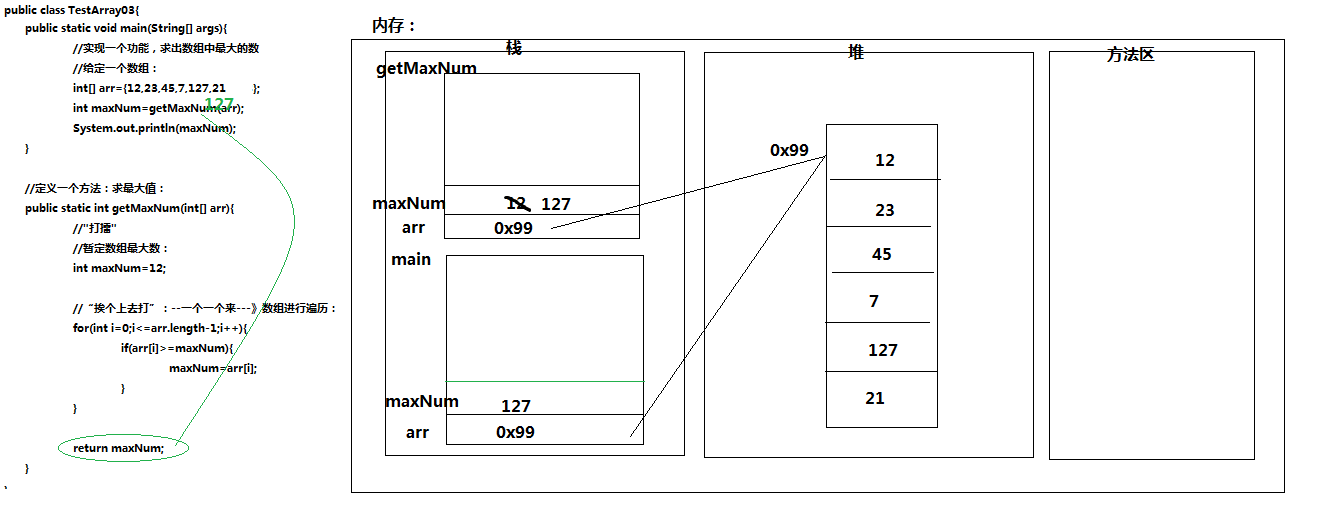 public class TestArray03{
public static void main(String[] args){
//实现一个功能，求出数组中最大的数
//给定一个数组：
int[] arr={12,23,45,7,127,21 };
127
int maxNum=getMaxNum(arr);
System.out.println(maxNum);
}
//定义一个方法：求最大值：
public static int getMaxNum(int[] arr){
//"打擂"
//暂定数组最大数：
int maxNum=12;
//“挨个上去打”：--一个一个来---》数组进行遍历：
for(int i=0;i<=arr.length-1;i++){
if(arr[i]>=maxNum){
maxNum=arr[i];
}
}
return maxNum;
}
内存：
栈
getMaxNum
maxNum 12 127
arr 0x99
main
maxNum 127
arr 0x99
堆
0x99
12
23
45
7
127
21
方法区